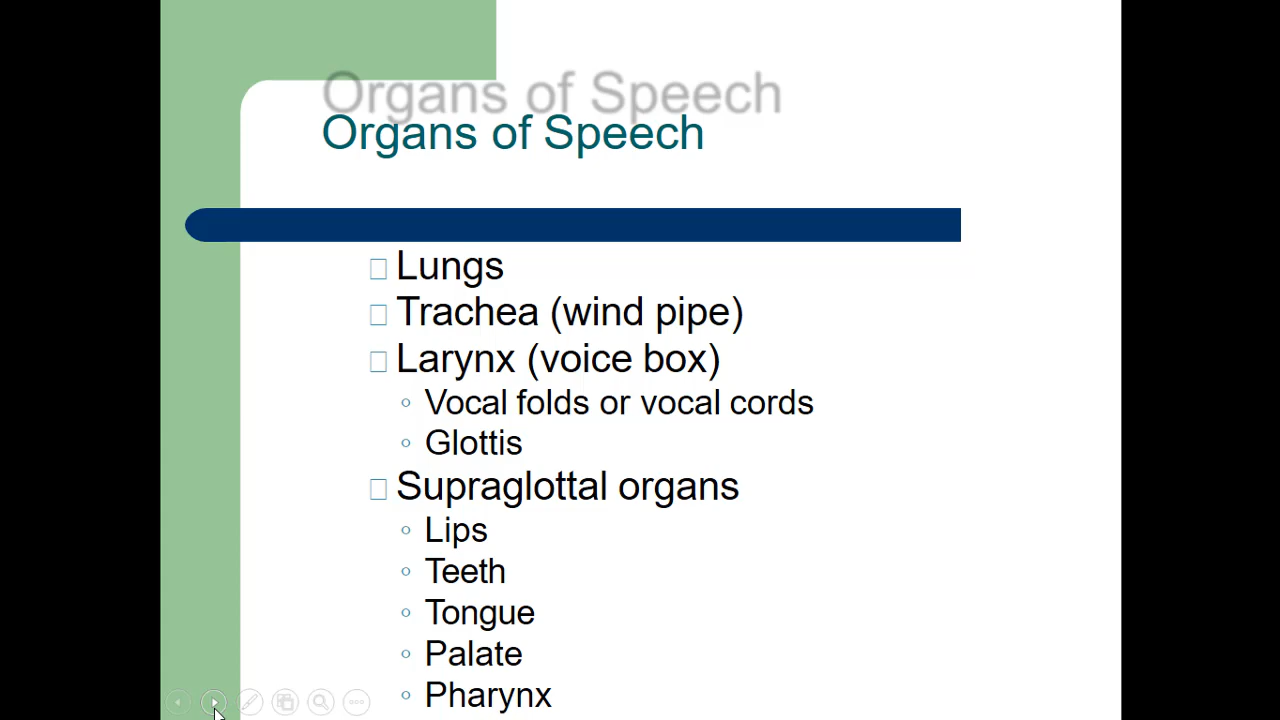 Organs of Speech
Organs of Speech
Lungs
Trachea (wind pipe)
Larynx (voice box)
Vocal folds or vocal cords
Glottis
Supraglottal organs
Lips
Teeth
Tongue
Palate
Pharynx